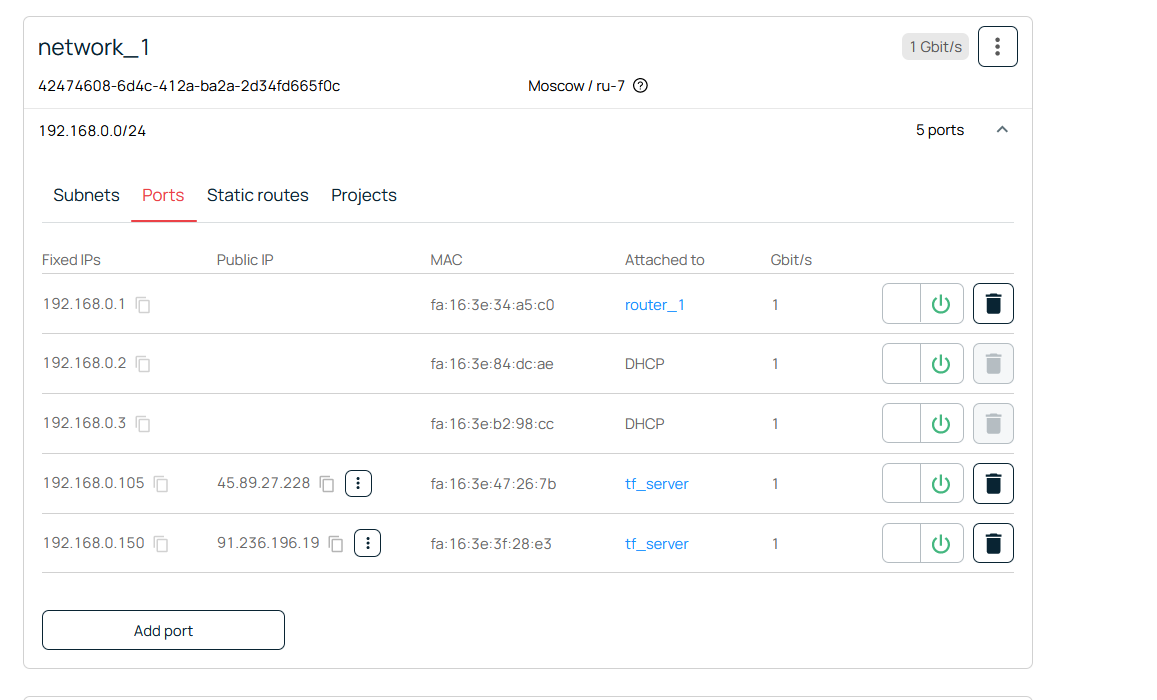 network_1 1 Gbit/s
42474608-6d4c-412a-ba2a-2d34fd665f0c Moscow / ru-7
192.168.0.0/24 5 ports
Subnets Ports Static routes Projects
Fixed IPs Public IP MAC Attached to Gbit/s
192.168.0.1 fa:16:3e:34:a5:c0 router_1 1
192.168.0.2 fa:16:3e:84:dc:ae DHCP 1
192.168.0.3 fa:16:3e:b2:98:cc DHCP 1
192.168.0.105 45.89.27.228 fa:16:3e:47:26:7b tf_server 1
192.168.0.150 91.236.196.19 fa:16:3e:3f:28:e3 tf_server 1
Add port